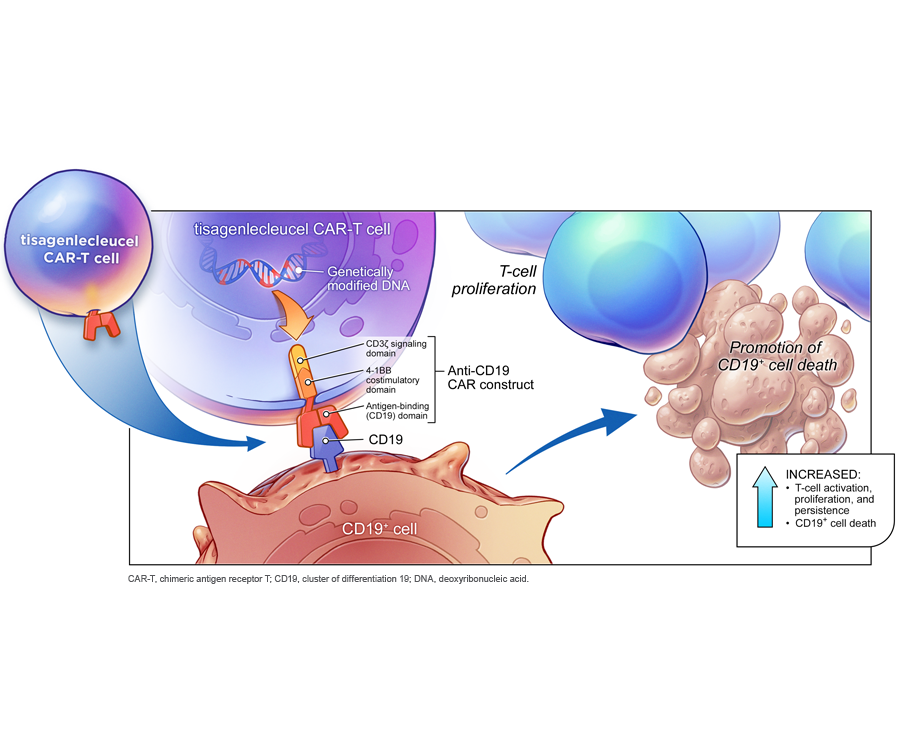 tisagenlecleucel
CAR-T cell
tisagenlecleucel CAR-T cell
Genetically
modified DNA
CD3ζ signaling
domain
4-1BB
costimulatory
domain
Antigen-binding
(CD19) domain
Anti-CD19
CAR construct
CD19
CD19⁺ cell
T-cell
proliferation
Promotion of
CD19⁺ cell death
INCREASED:
• T-cell activation,
proliferation, and
persistence
• CD19⁺ cell death
CAR-T, chimeric antigen receptor T; CD19, cluster of differentiation 19; DNA, deoxyribonucleic acid.